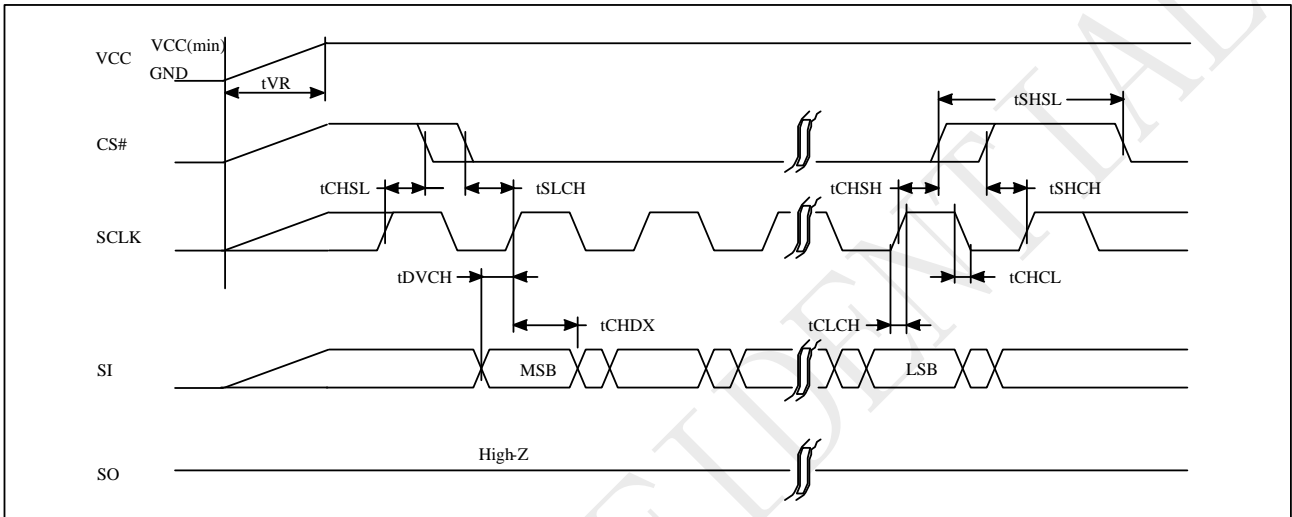 VCC
VCC(min)
GND
tVR
CS#
tSHSL
tCHSL
tSLCH
tCHSH
tSHCH
SCLK
tDVCH
tCHCL
tCHDX
tCLCH
SI
MSB
LSB
High-Z
SO